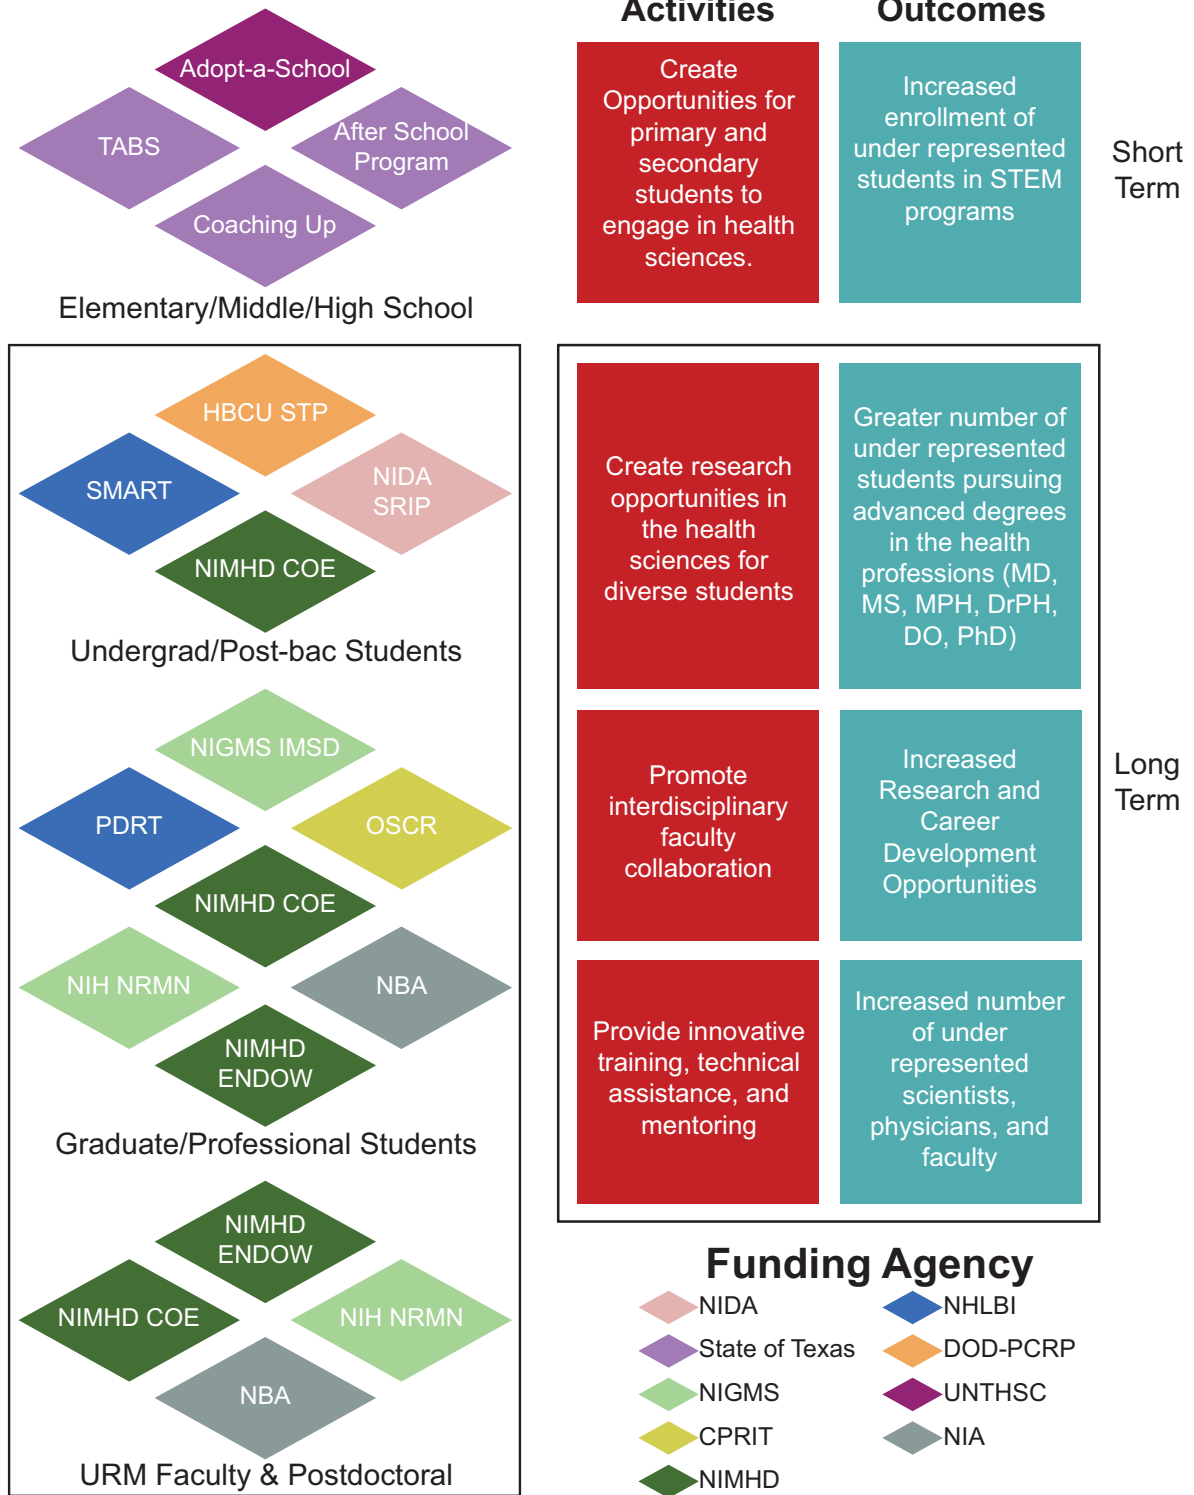 Activities
Outcomes
Adopt-a-School
TABS
After School
Program
Coaching Up
Elementary/Middle/High School
Create
Opportunities for
primary and
secondary
students to
engage in health
sciences.
Increased
enrollment of
under represented
students in STEM
programs
Short
Term
HBCU STP
SMART
NIDA
SRIP
NIMHD COE
Undergrad/Post-bac Students
Create research
opportunities in
the health
sciences for
diverse students
Greater number of
under represented
students pursuing
advanced degrees
in the health
professions (MD,
MS, MPH, DrPH,
DO, PhD)
NIGMS IMSD
PDRT
OSCR
NIMHD COE
NIH NRMN
NBA
NIMHD
ENDOW
Graduate/Professional Students
Promote
interdisciplinary
faculty
collaboration
Increased
Research and
Career
Development
Opportunities
Long
Term
Provide innovative
training, technical
assistance, and
mentoring
Increased number
of under
represented
scientists,
physicians, and
faculty
NIMHD
ENDOW
NIMHD COE
NIH NRMN
NBA
URM Faculty & Postdoctoral
Funding Agency
NIDA
NHLBI
State of Texas
DOD-PCRP
NIGMS
UNTHSC
CPRIT
NIA
NIMHD